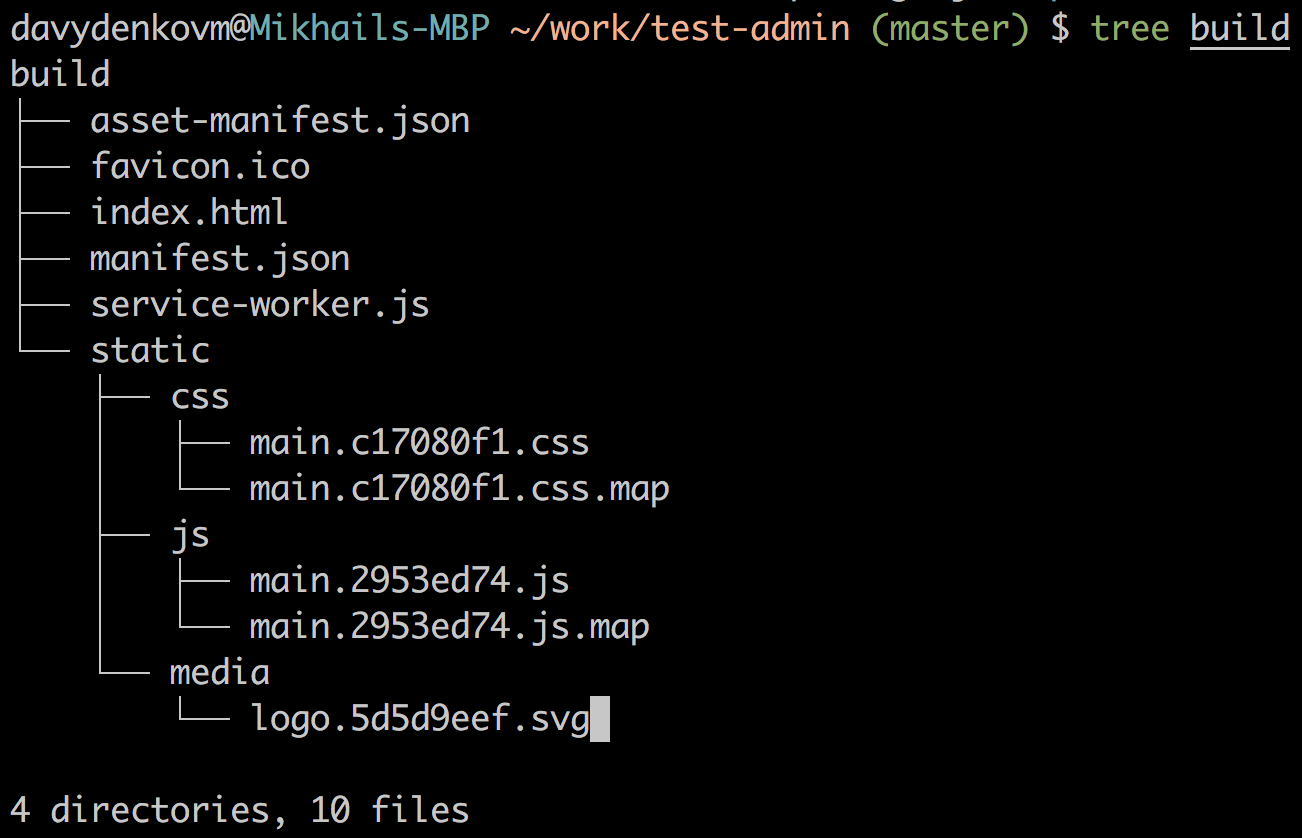 davydenkovm@Mikhails-MBP ~/work/test-admin (master) $ tree build
build
├── asset-manifest.json
├── favicon.ico
├── index.html
├── manifest.json
├── service-worker.js
└── static
    ├── css
    │   ├── main.c17080f1.css
    │   └── main.c17080f1.css.map
    ├── js
    │   ├── main.2953ed74.js
    │   └── main.2953ed74.js.map
    └── media
        └── logo.5d5d9eef.svg
4 directories, 10 files